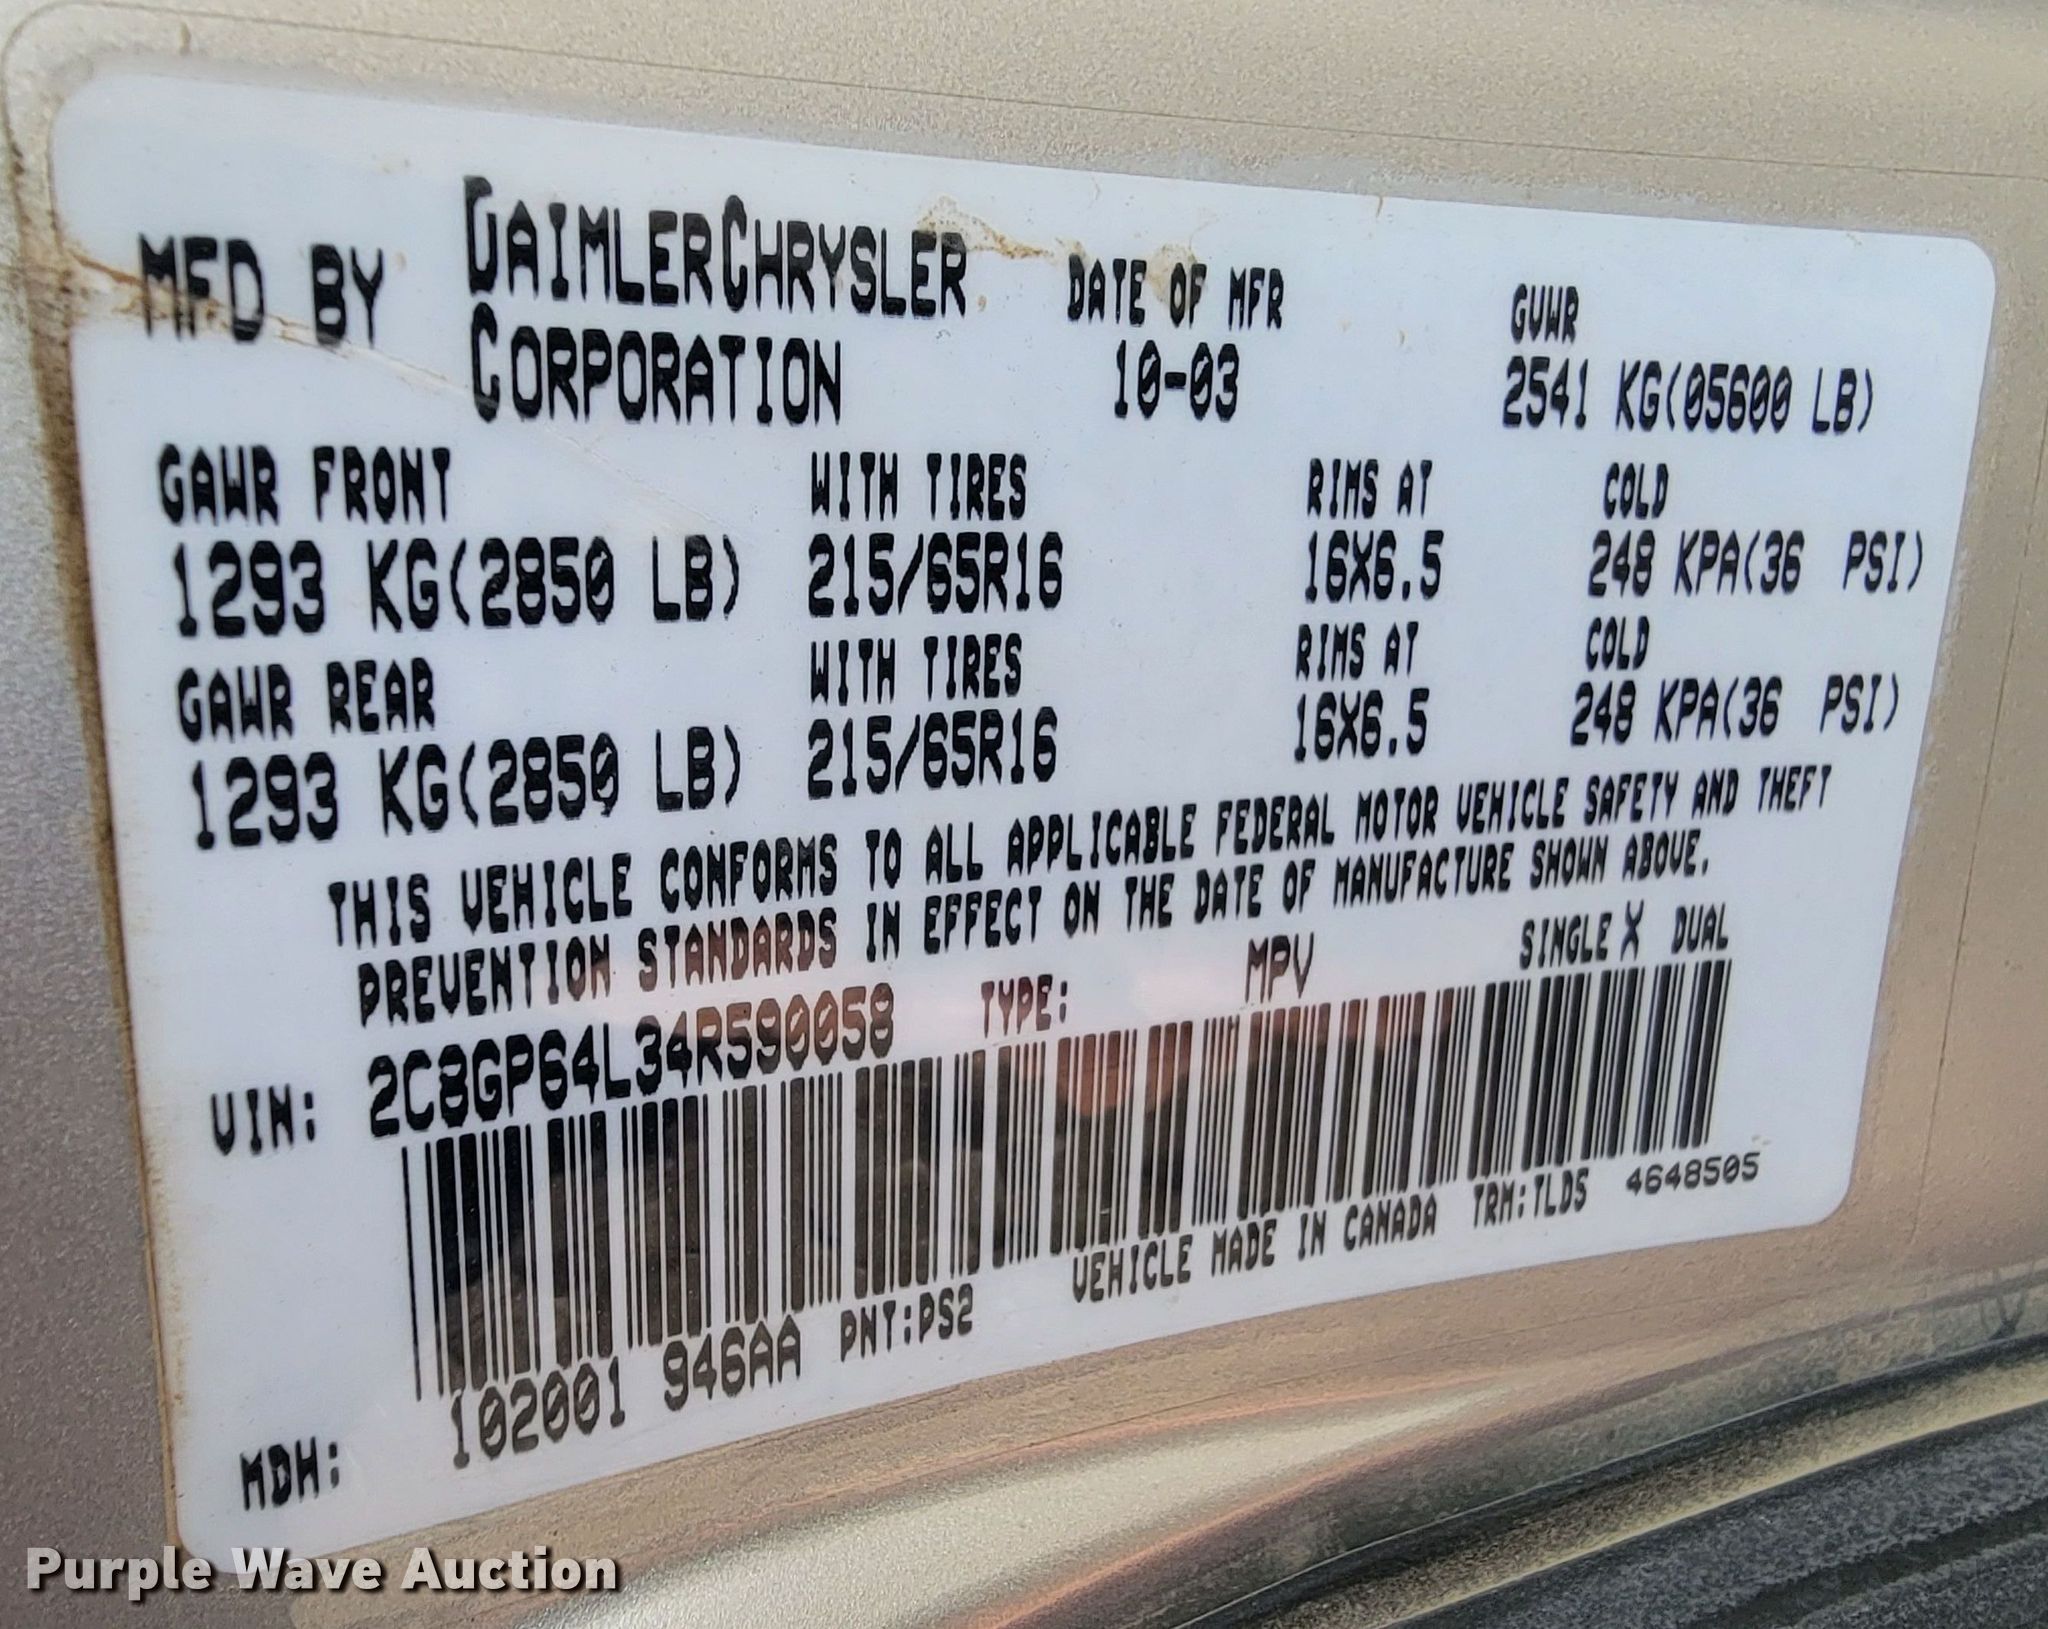 MFD BY DAIMLERCHRYSLER CORPORATION DATE OF MFR 10-03 GVWR 2541 KG(05600 LB)
GAWR FRONT WITH TIRES RIMS AT COLD
1293 KG(2850 LB) 215/65R16 16X6.5 248 KPA(36 PSI)
GAWR REAR WITH TIRES RIMS AT COLD
1293 KG(2850 LB) 215/65R16 16X6.5 248 KPA(36 PSI)
THIS VEHICLE CONFORMS TO ALL APPLICABLE FEDERAL MOTOR VEHICLE SAFETY AND THEFT
PREVENTION STANDARDS IN EFFECT ON THE DATE OF MANUFACTURE SHOWN ABOVE.
VIN: 2C8GP64L34R590058 TYPE: MPV SINGLE X DUAL
MDH: 102001 946AA PNT:PS2 VEHICLE MADE IN CANADA TRM:TLD5 4648505
Purple Wave Auction